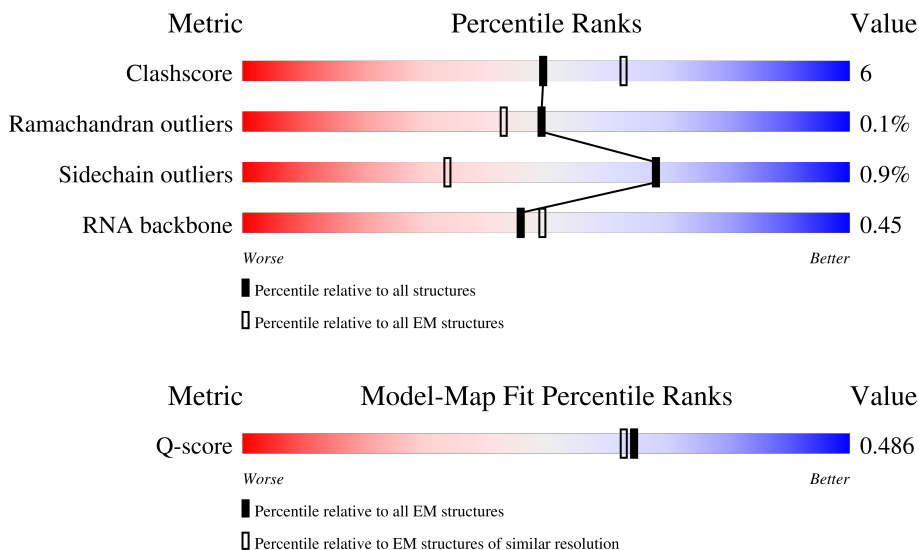 Metric Percentile Ranks Value
Clashscore 6
Ramachandran outliers 0.1%
Sidechain outliers 0.9%
RNA backbone 0.45
Worse Better
Percentile relative to all structures
Percentile relative to all EM structures
Metric Model-Map Fit Percentile Ranks Value
Q-score 0.486
Worse Better
Percentile relative to all EM structures
Percentile relative to EM structures of similar resolution